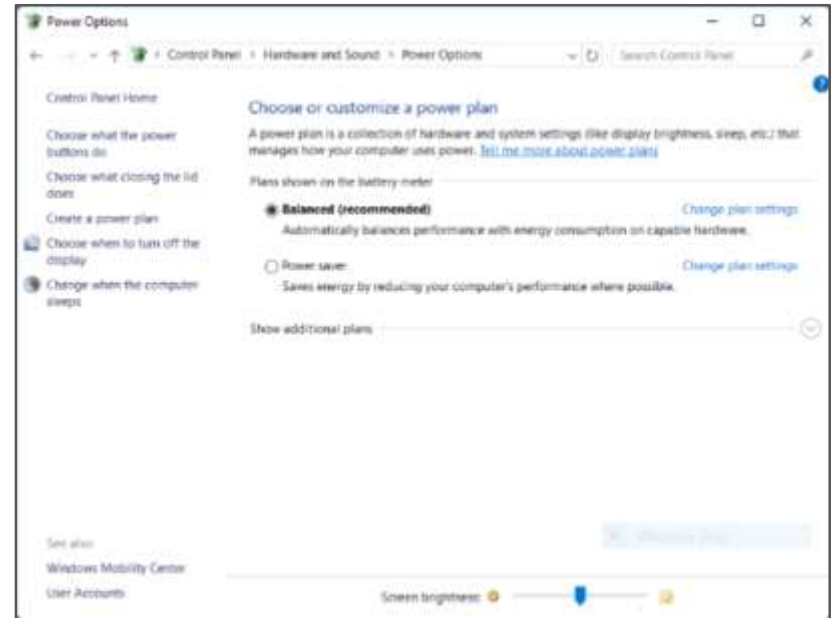 Power Options
Control Panel > Hardware and Sound > Power Options
Search Control Panel
Control Panel Home
Choose what the power
buttons do
Choose what closing the lid
does
Create a power plan
Choose when to turn off the
display
Change when the computer
sleeps
Choose or customize a power plan
A power plan is a collection of hardware and system settings (like display brightness, sleep, etc.) that
manages how your computer uses power. Tell me more about power plans
Plans shown on the battery meter
Balanced (recommended) Change plan settings
Automatically balances performance with energy consumption on capable hardware.
Power saver Change plan settings
Saves energy by reducing your computer's performance where possible.
Show additional plans
See also
Windows Mobility Center
User Accounts
Screen brightness: